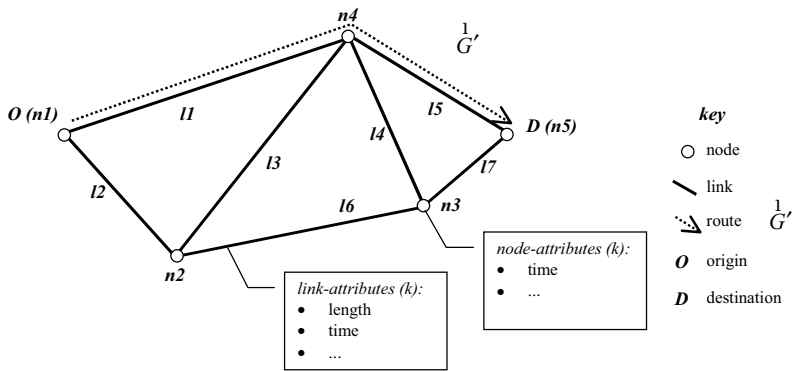 n4
1
G′
O (n1)
l1
l5
D (n5)
l3
l4
l2
l7
l6
n3
n2
link-attributes (k):
• length
• time
• ...
node-attributes (k):
• time
• ...
key
node
link
route
1
G′
O origin
D destination